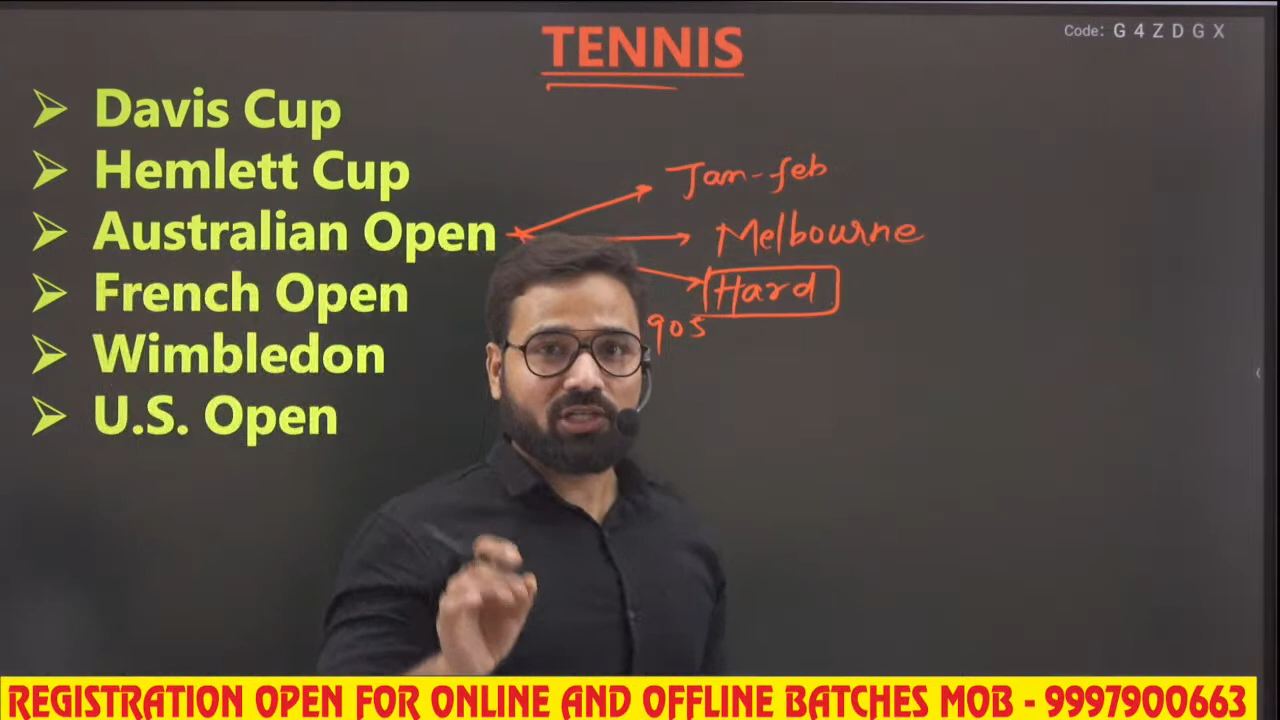 TENNIS
Code: G 4 Z D G X
Davis Cup
Hemlett Cup
Australian Open
Jan-feb
Melbourne
Hard
French Open
Wimbledon
U.S. Open
REGISTRATION OPEN FOR ONLINE AND OFFLINE BATCHES MOB - 9997900663